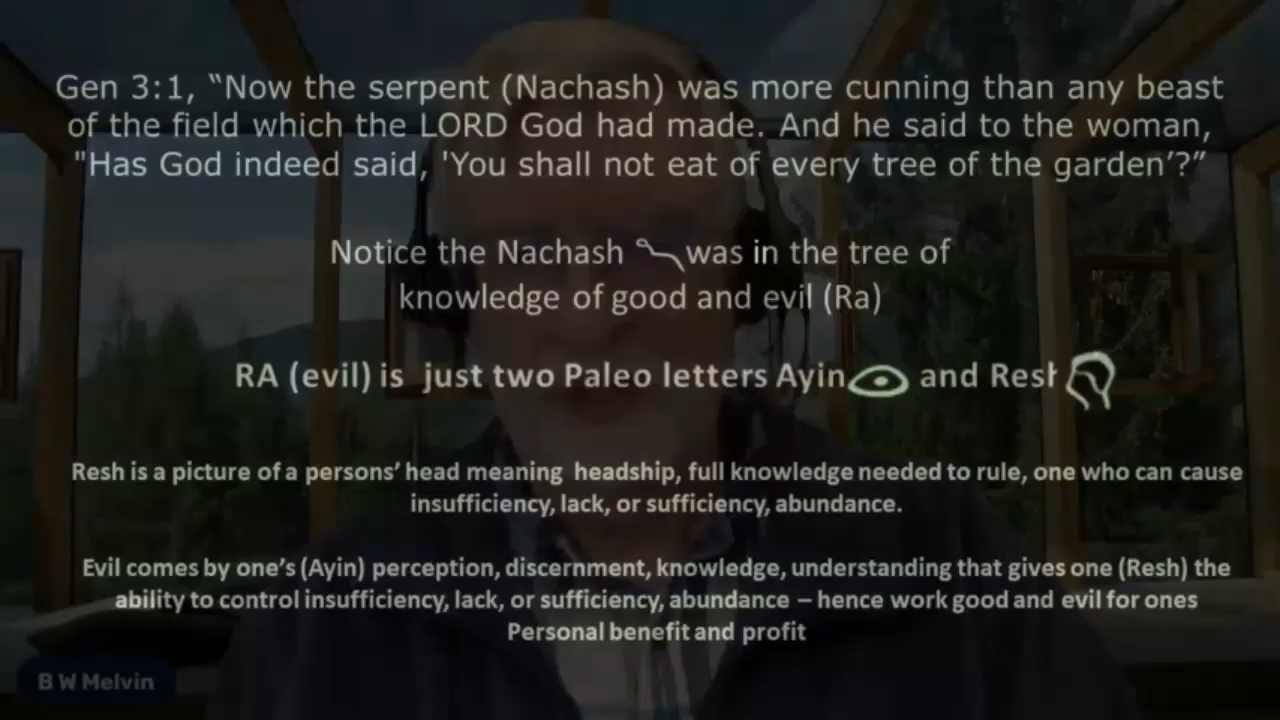 Gen 3:1, “Now the serpent (Nachash) was more cunning than any beast
of the field which the LORD God had made. And he said to the woman,
"Has God indeed said, 'You shall not eat of every tree of the garden’?”
Notice the Nachash was in the tree of
knowledge of good and evil (Ra)
RA (evil) is just two Paleo letters Ayin and Resh
Resh is a picture of a persons’ head meaning headship, full knowledge needed to rule, one who can cause
insufficiency, lack, or sufficiency, abundance.
Evil comes by one’s (Ayin) perception, discernment, knowledge, understanding that gives one (Resh) the
ability to control insufficiency, lack, or sufficiency, abundance – hence work good and evil for ones
Personal benefit and profit
B W Melvin